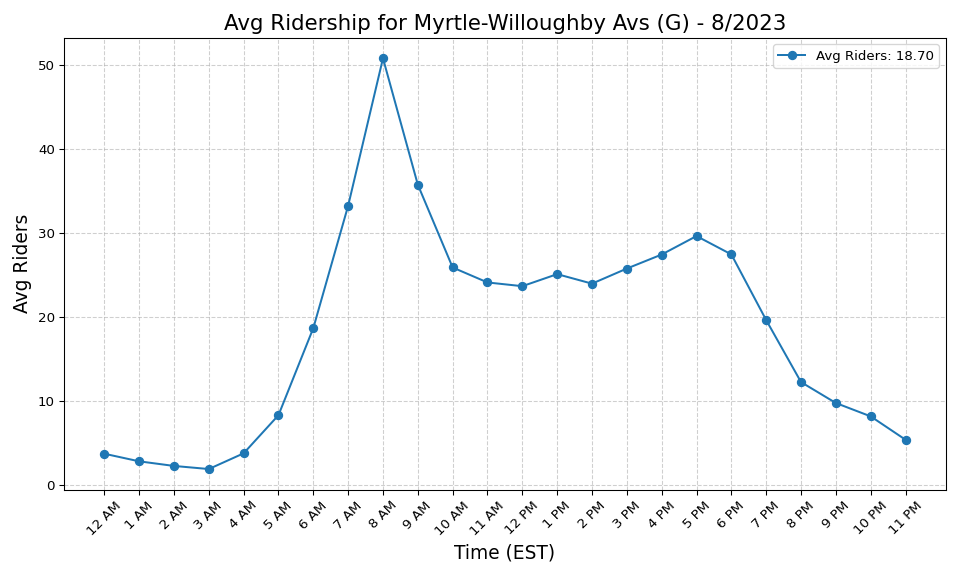 Avg Ridership for Myrtle-Willoughby Avs (G) - 8/2023
Avg Riders: 18.70
Avg Riders
50
40
30
20
10
0
12 AM 1 AM 2 AM 3 AM 4 AM 5 AM 6 AM 7 AM 8 AM 9 AM 10 AM 11 AM 12 PM 1 PM 2 PM 3 PM 4 PM 5 PM 6 PM 7 PM 8 PM 9 PM 10 PM 11 PM
Time (EST)